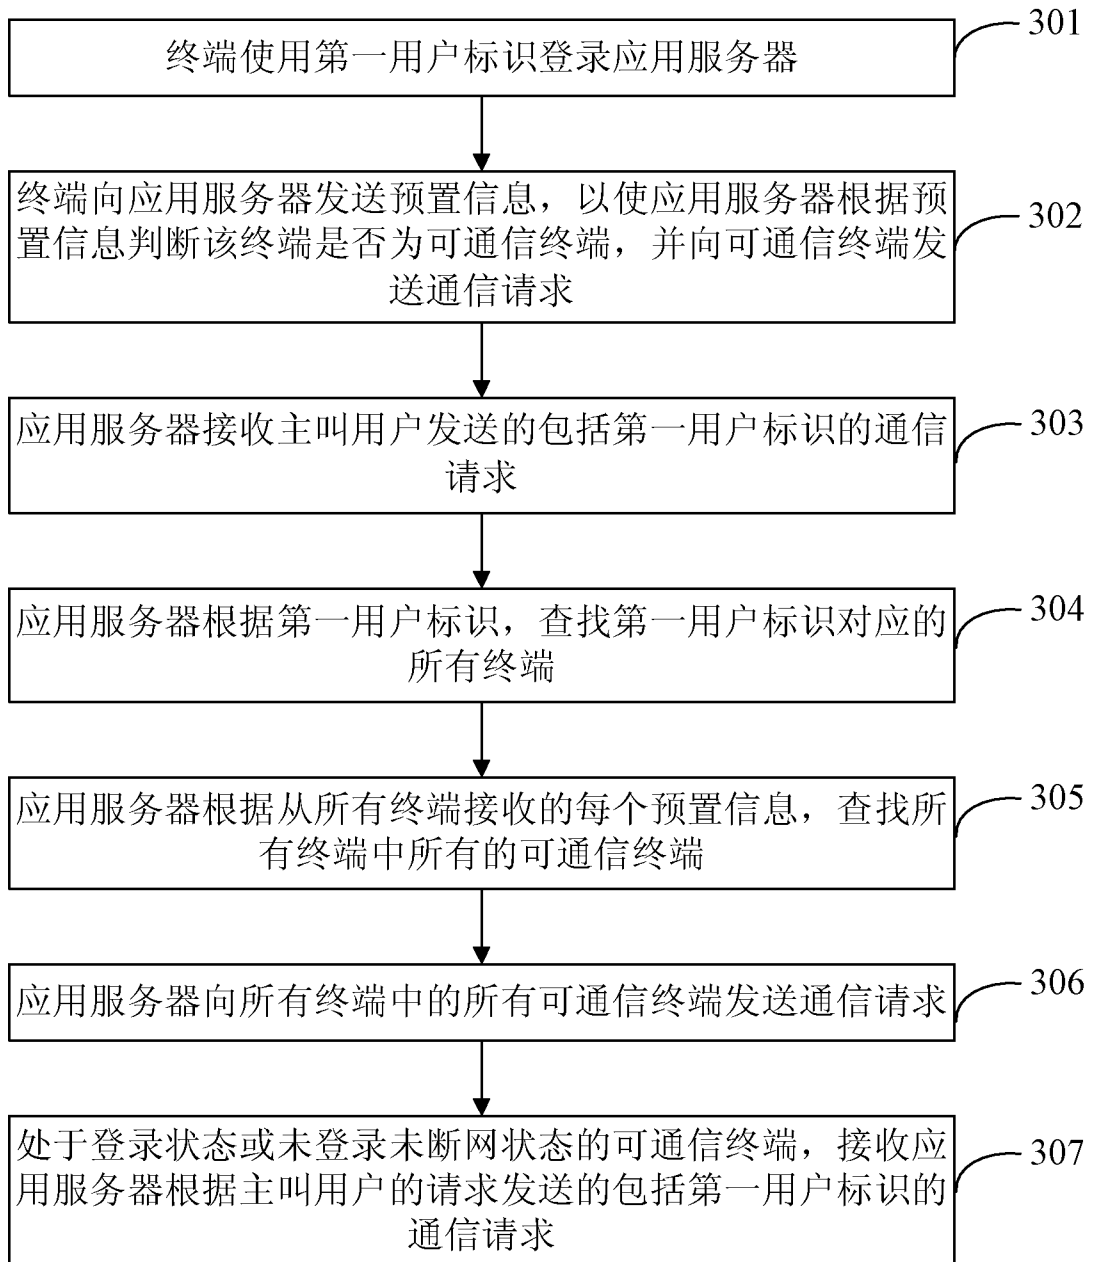 终端使用第一用户标识登录应用服务器
301
终端向应用服务器发送预置信息，以使应用服务器根据预
置信息判断该终端是否为可通信终端，并向可通信终端发
送通信请求
302
应用服务器接收主叫用户发送的包括第一用户标识的通信
请求
303
应用服务器根据第一用户标识，查找第一用户标识对应的
所有终端
304
应用服务器根据从所有终端接收的每个预置信息，查找所
有终端中所有的可通信终端
305
应用服务器向所有终端中的所有可通信终端发送通信请求
306
处于登录状态或未登录未断网状态的可通信终端，接收应
用服务器根据主叫用户的请求发送的包括第一用户标识的
通信请求
307